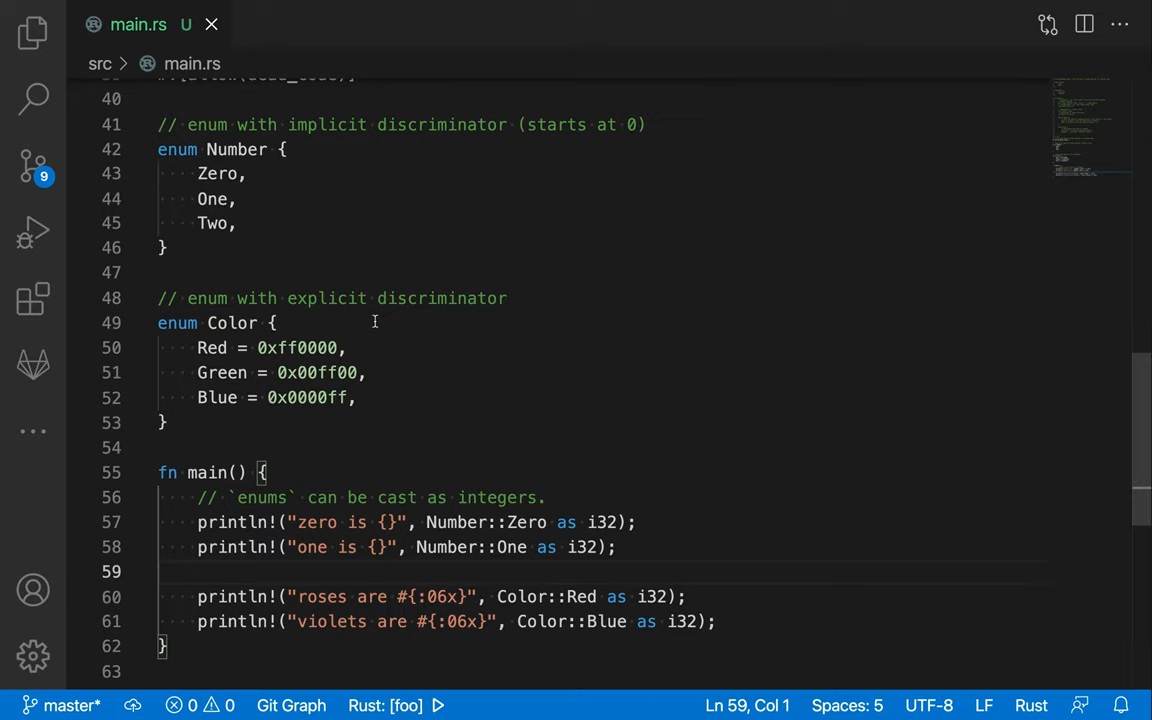 main.rs U
src > main.rs
39 #![allow(dead_code)]
40
41 // enum with implicit discriminator (starts at 0)
42 enum Number {
43 Zero,
44 One,
45 Two,
46 }
47
48 // enum with explicit discriminator
49 enum Color {
50 Red = 0xff0000,
51 Green = 0x00ff00,
52 Blue = 0x0000ff,
53 }
54
55 fn main() {
56 // `enums` can be cast as integers.
57 println!("zero is {}", Number::Zero as i32);
58 println!("one is {}", Number::One as i32);
59
60 println!("roses are #{:06x}", Color::Red as i32);
61 println!("violets are #{:06x}", Color::Blue as i32);
62 }
63
9
master* 0 0 Git Graph Rust: [foo] Ln 59, Col 1 Spaces: 5 UTF-8 LF Rust